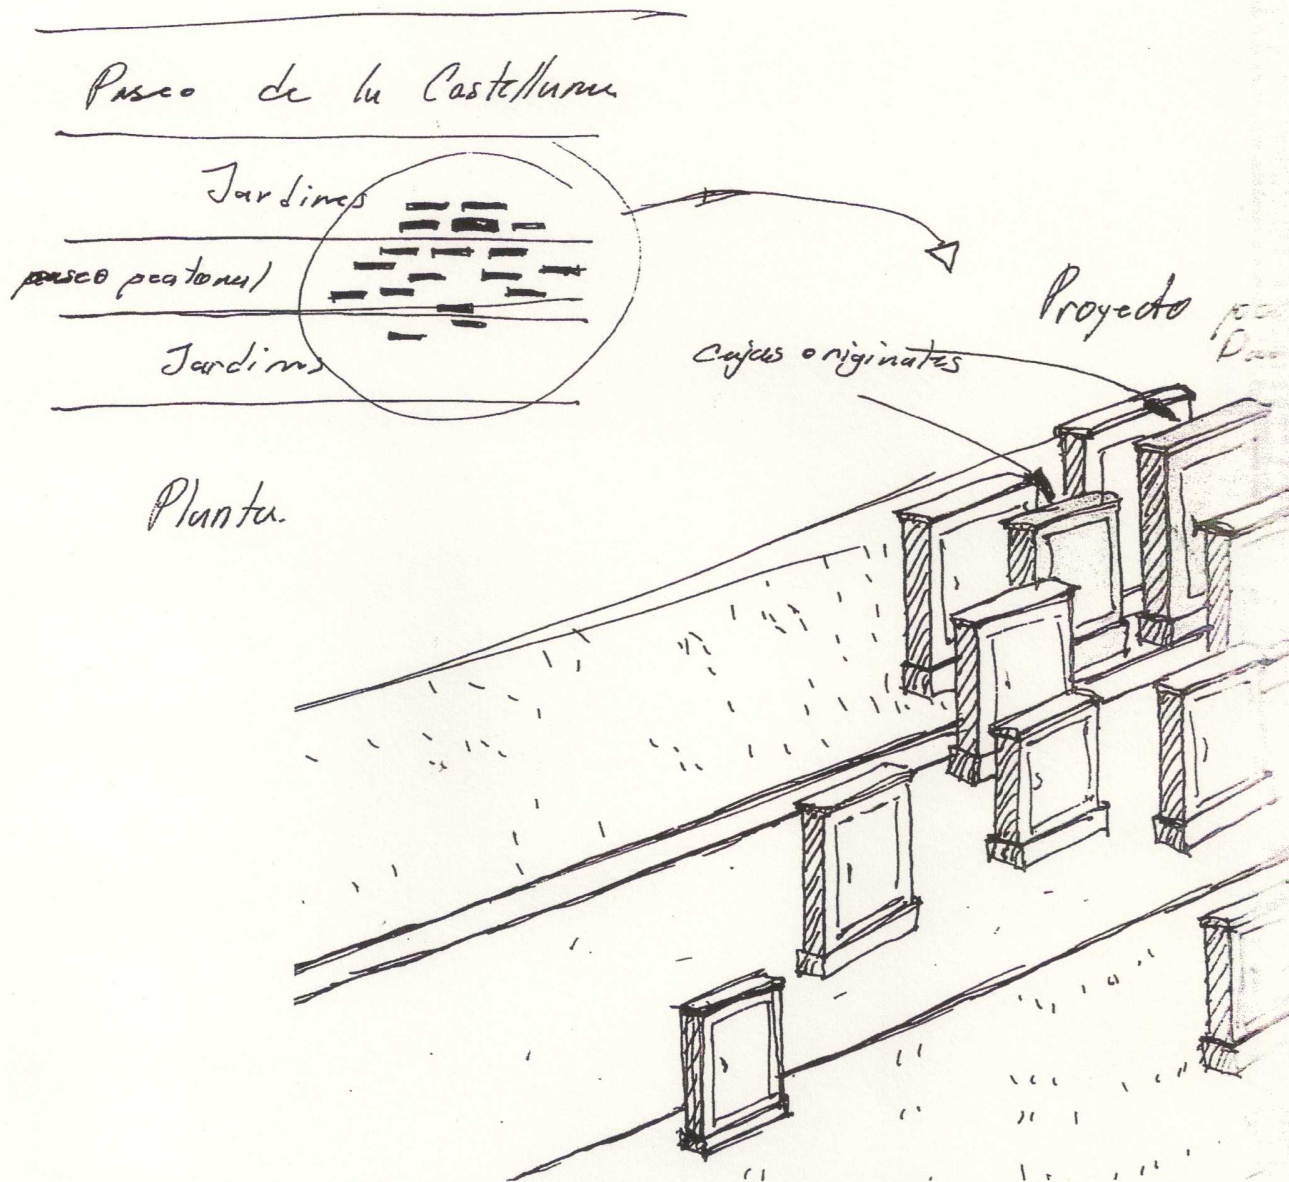 Paseo de la Castellana
Jardines
paseo peatonal
Jardines
Planta.
Proyecto
cajas originales